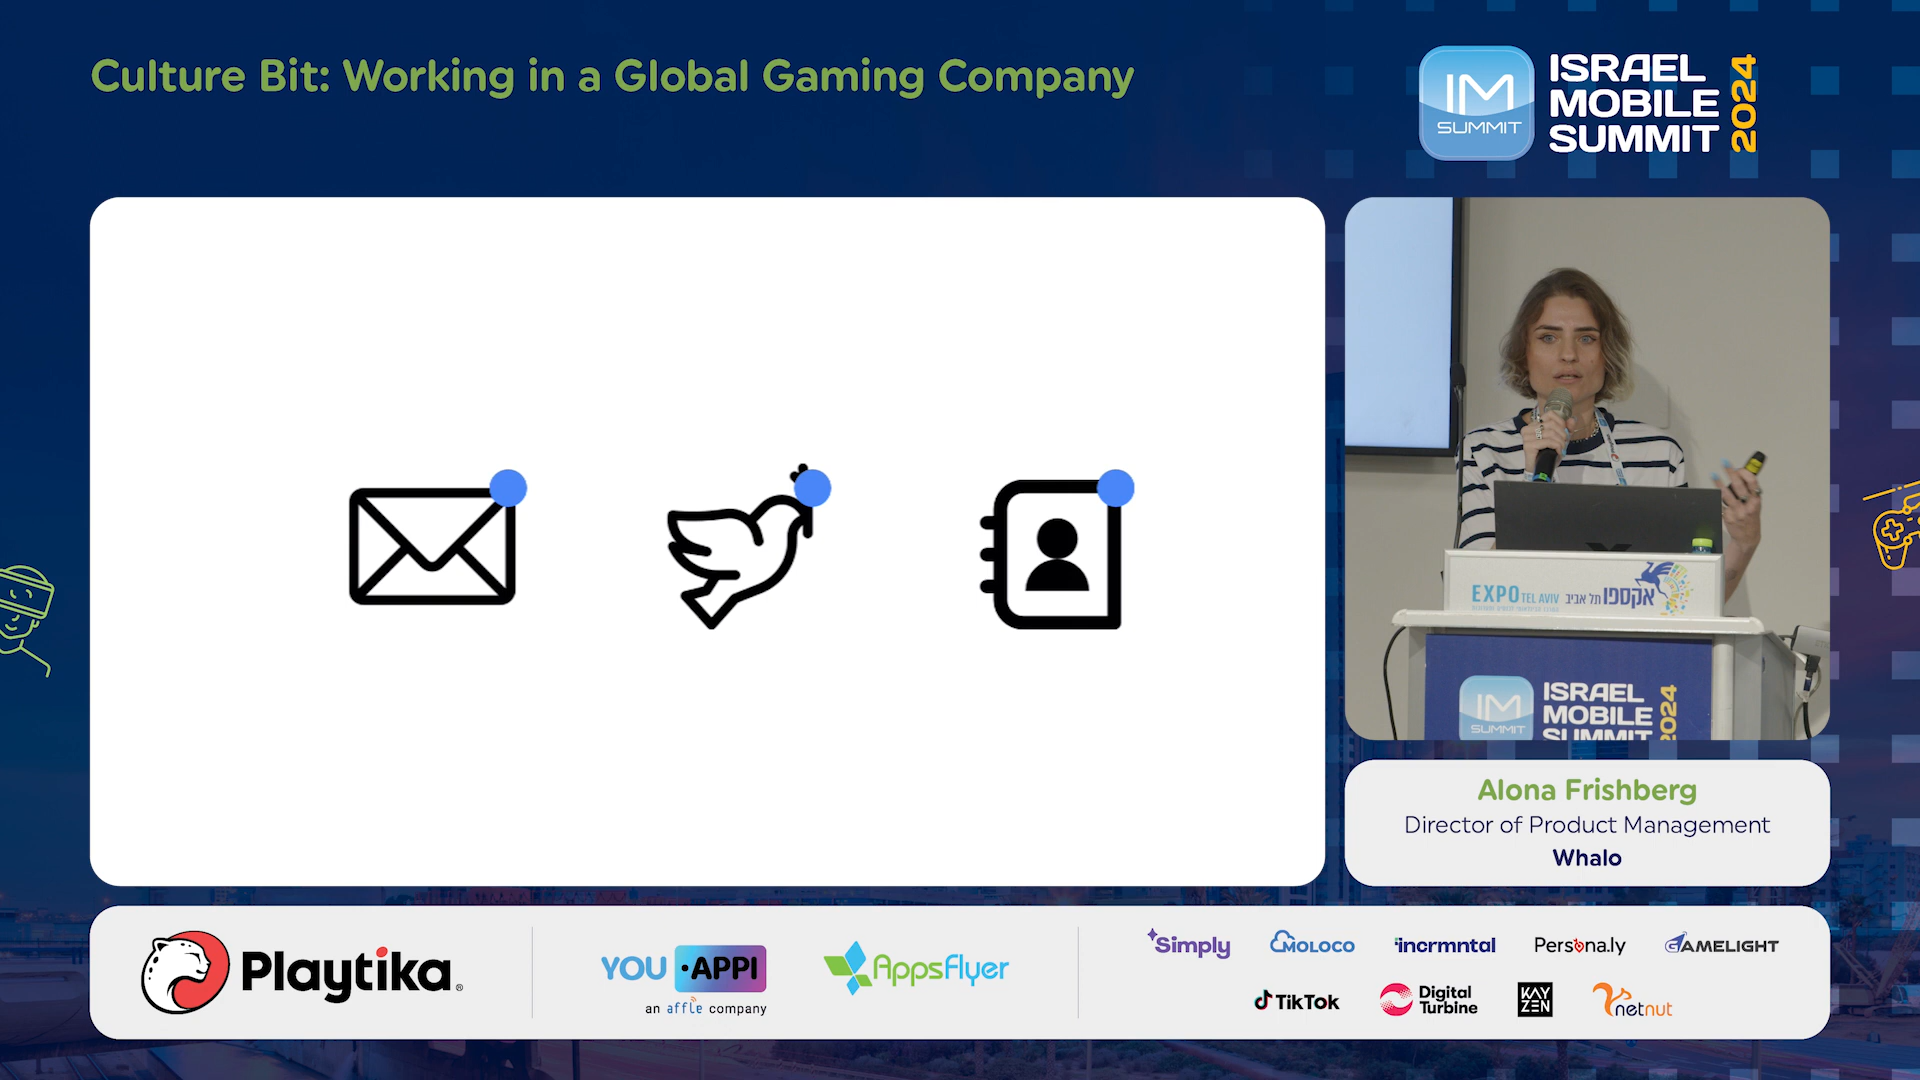 Culture Bit: Working in a Global Gaming Company
IM
SUMMIT
ISRAEL
MOBILE
SUMMIT
2024
EXPO TEL AVIV אקספו תל אביב
IM
SUMMIT
ISRAEL
MOBILE
SUMMIT
2024
Alona Frishberg
Director of Product Management
Whalo
Playtika®
YOU•APPI
an affle company
AppsFlyer
Simply
MOLOCO
incrmntal
Persona.ly
GAMELIGHT
TikTok
Digital
Turbine
KAY
ZEN
netnut